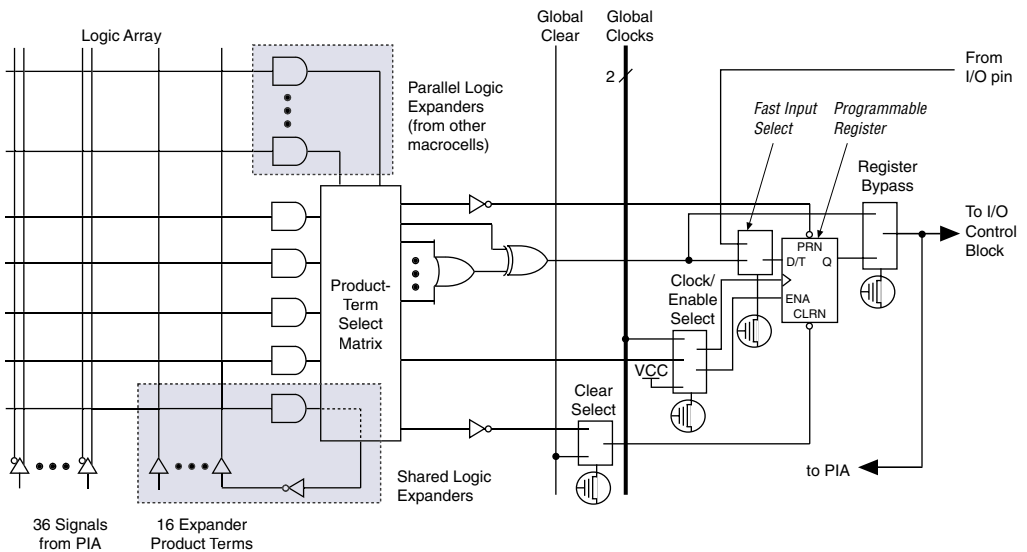 Logic Array
Global
Clear
Global
Clocks
2
Parallel Logic
Expanders
(from other
macrocells)
From
I/O pin
Fast Input
Select
Programmable
Register
Register
Bypass
To I/O
Control
Block
PRN
D/T
Q
ENA
CLRN
Product-
Term
Select
Matrix
Clock/
Enable
Select
VCC
Clear
Select
to PIA
Shared Logic
Expanders
36 Signals
from PIA
16 Expander
Product Terms